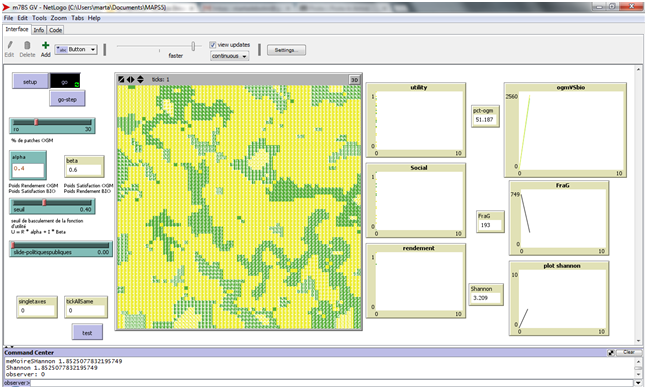 m7BS GV - NetLogo {C:\Users\marta\Documents\MAPS5}
File Edit Tools Zoom Tabs Help
Interface Info Code
Edit Delete Add
Button
faster
view updates
continuous
Settings...
ticks: 1
3D
setup
go
go-step
ro 30
% de patches OGM
alpha
0.4
beta
0.6
Poids Rendement OGM Poids Satisfaction OGM
Poids Satisfaction BIO Poids Rendement BIO
seuil 0.40
seuil de basculement de la fonction
d'utilité
U = R * alpha + I * Beta
slide-politiquespubliques 0.00
singletaxes
0
tickAllSame
0
test
utility
1
0
0 10
Social
1
0
0 10
rendement
1
0
0 10
pct-ogm
51.187
ogmVSbio
2560
0
0 10
FraG
193
FraG
749
0
0 10
Shannon
3.209
plot shannon
10
0
0 10
Command Center
Clear
meMoireSHannon 1.8525077832195749
Shannon 1.8525077832195749
observer: 0
observer>